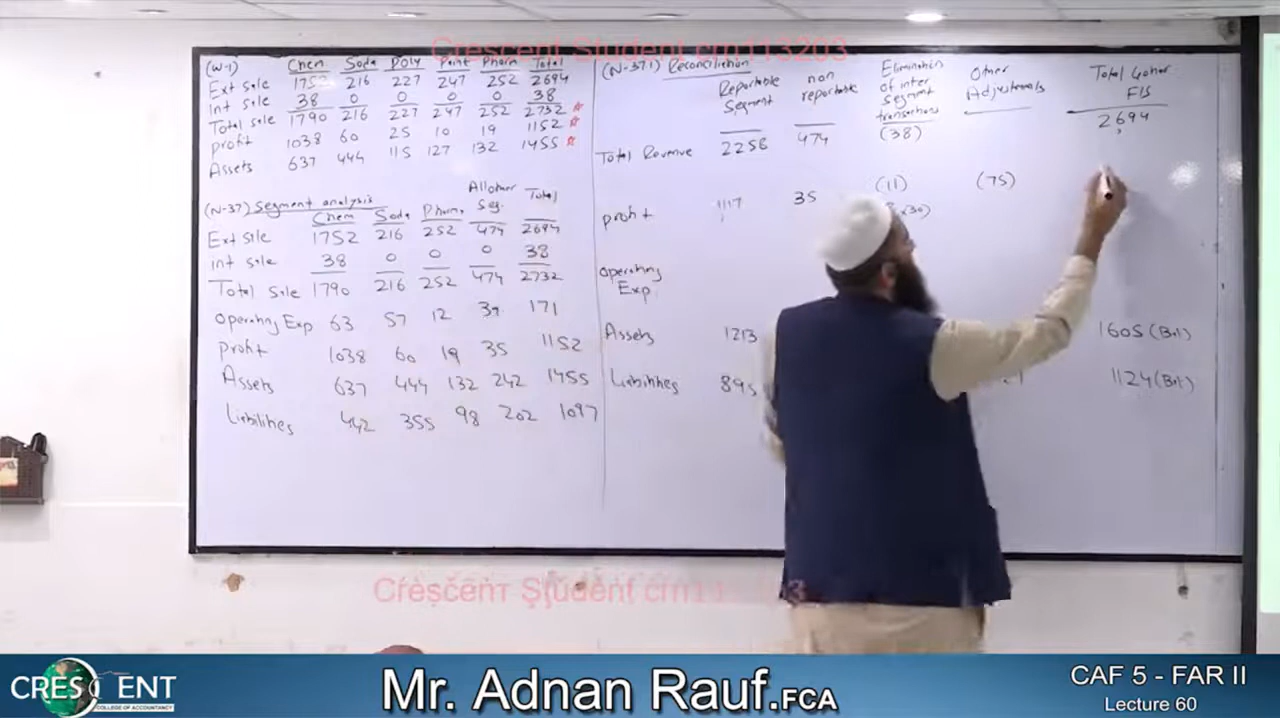 Crescent Student cm113203
(W-1) Chem Soda Poly Paint Pharm Total
Ext sale 1752 216 227 247 252 2694
Int sale 38 0 0 0 0 38
Total sale 1790 216 227 247 252 2732
profit 1038 60 25 10 19 1152
Assets 637 444 115 127 132 1455
(N-37) Segment analysis
Chem Soda Pharma All other Seg. Total
Ext sale 1752 216 252 474 2694
Int sale 38 0 0 0 38
Total sale 1790 216 252 474 2732
Operating Exp 63 57 12 39 171
profit 1038 60 19 35 1152
Assets 637 444 132 242 1455
Liabilities 442 355 98 202 1097
(N-37.1) Reconciliation
Reportable Segment
non reportable
Elimination of inter segment transactions
Other Adjustments
Total
F/S
Total Revenue 2258 474 (38) 2694
profit 1117 35 (11) (75)
Operating Exp
Assets 1213 1605 (Bal.)
Liabilities 895 1124 (Bal.)
Crescent Student cm113203
CRESCENT
COLLEGE OF ACCOUNTANCY
Mr. Adnan Rauf.FCA
CAF 5 - FAR II
Lecture 60